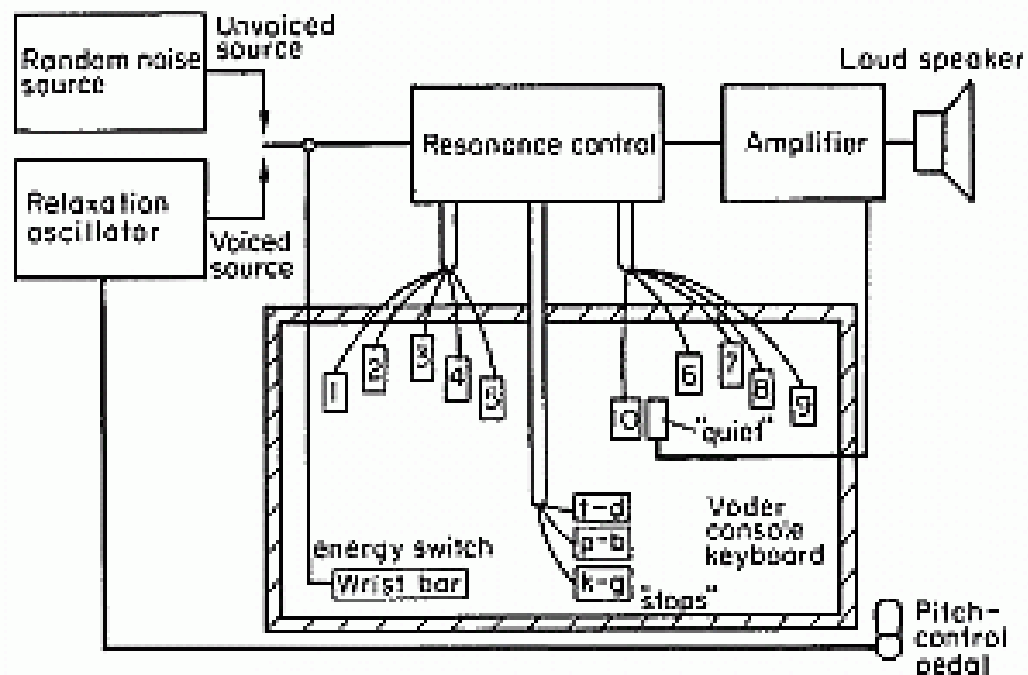 Unvoiced
source
Random noise
source
Loud speaker
Resonance control
Amplifier
Relaxation
oscillator
Voiced
source
1
2
3
4
5
6
7
8
9
10
"quiet"
t-d
p-b
k-g
"stops"
Voder
console
keyboard
energy switch
Wrist bar
Pitch-
control
pedal